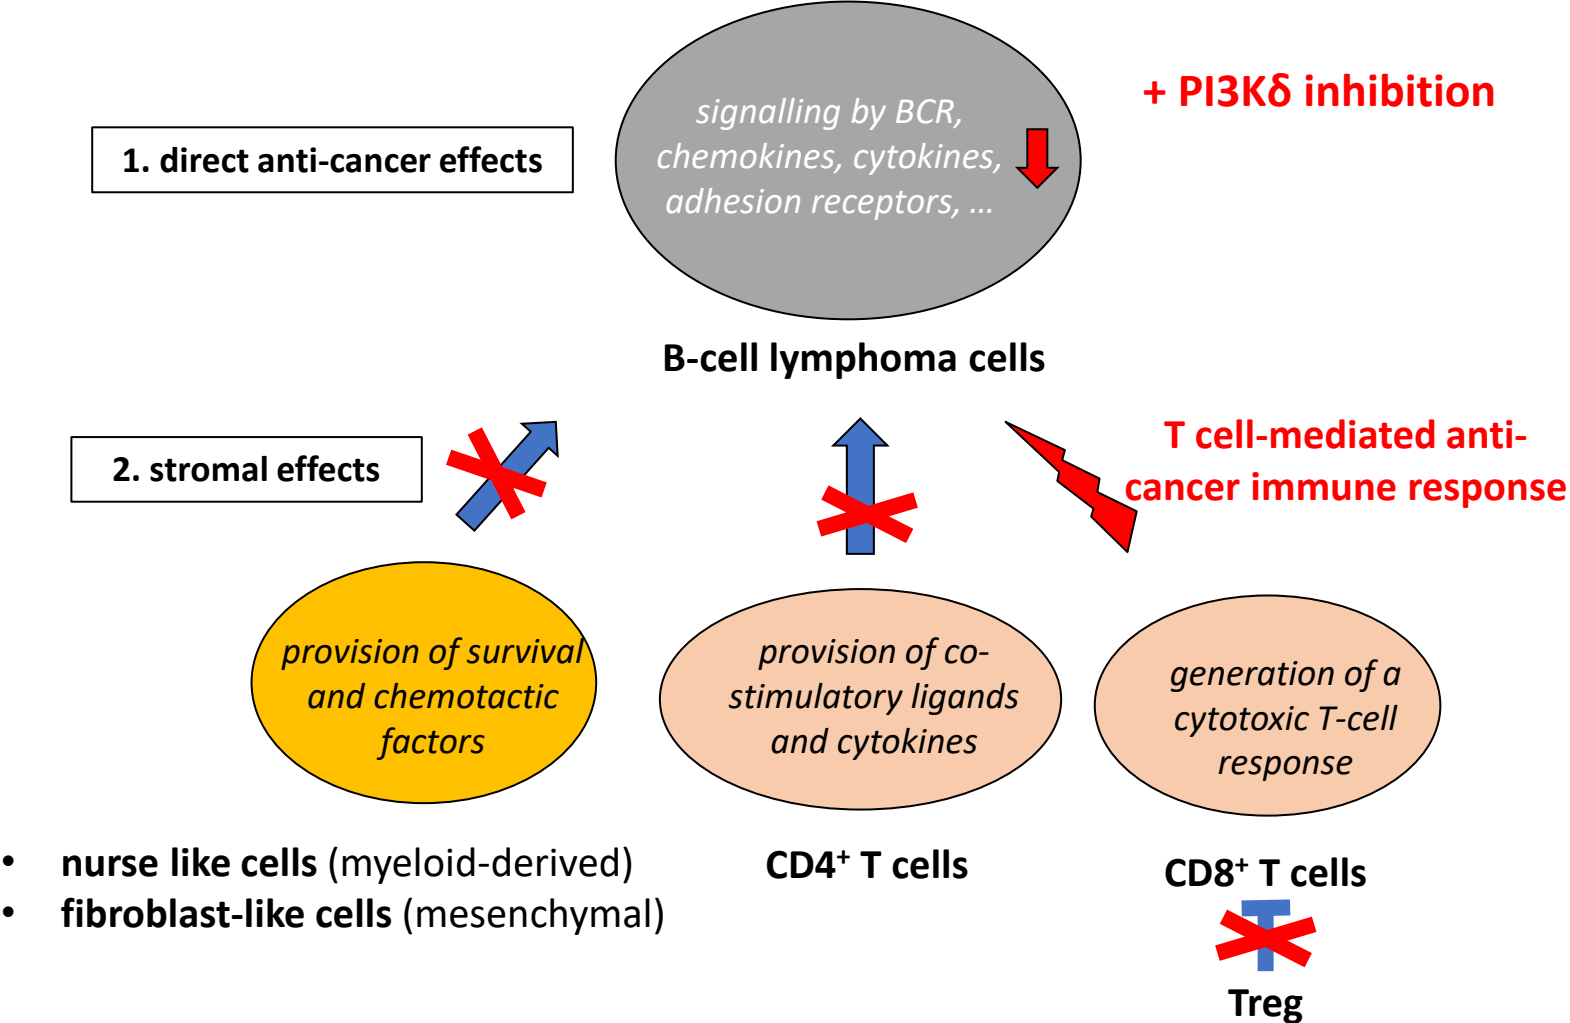 + PI3Kδ inhibition
signalling by BCR,
chemokines, cytokines,
adhesion receptors, ...
1. direct anti-cancer effects
B-cell lymphoma cells
2. stromal effects
T cell-mediated anti-
cancer immune response
provision of survival
and chemotactic
factors
provision of co-
stimulatory ligands
and cytokines
generation of a
cytotoxic T-cell
response
• nurse like cells (myeloid-derived)
• fibroblast-like cells (mesenchymal)
CD4⁺ T cells
CD8⁺ T cells
Treg